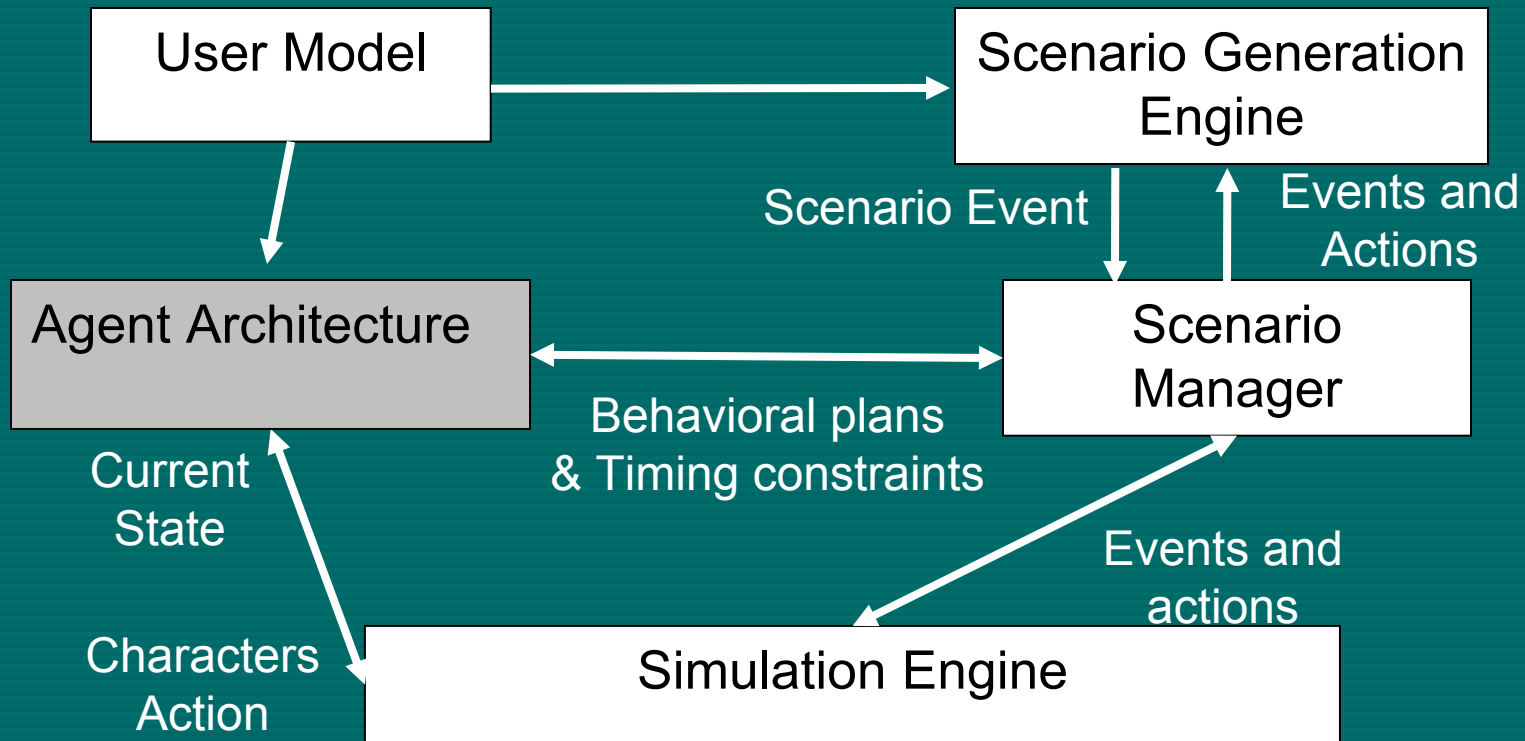 User Model
Scenario Generation
Engine
Scenario Event
Events and
Actions
Agent Architecture
Scenario
Manager
Behavioral plans
& Timing constraints
Current
State
Events and
actions
Characters
Action
Simulation Engine